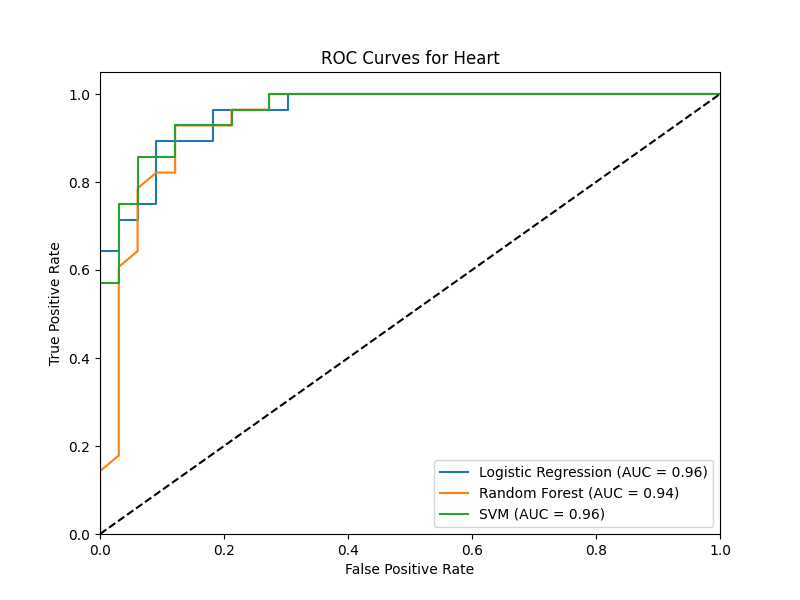 ROC Curves for Heart
1.0
0.8
0.6
0.4
0.2
0.0
True Positive Rate
0.0 0.2 0.4 0.6 0.8 1.0
False Positive Rate
Logistic Regression (AUC = 0.96)
Random Forest (AUC = 0.94)
SVM (AUC = 0.96)